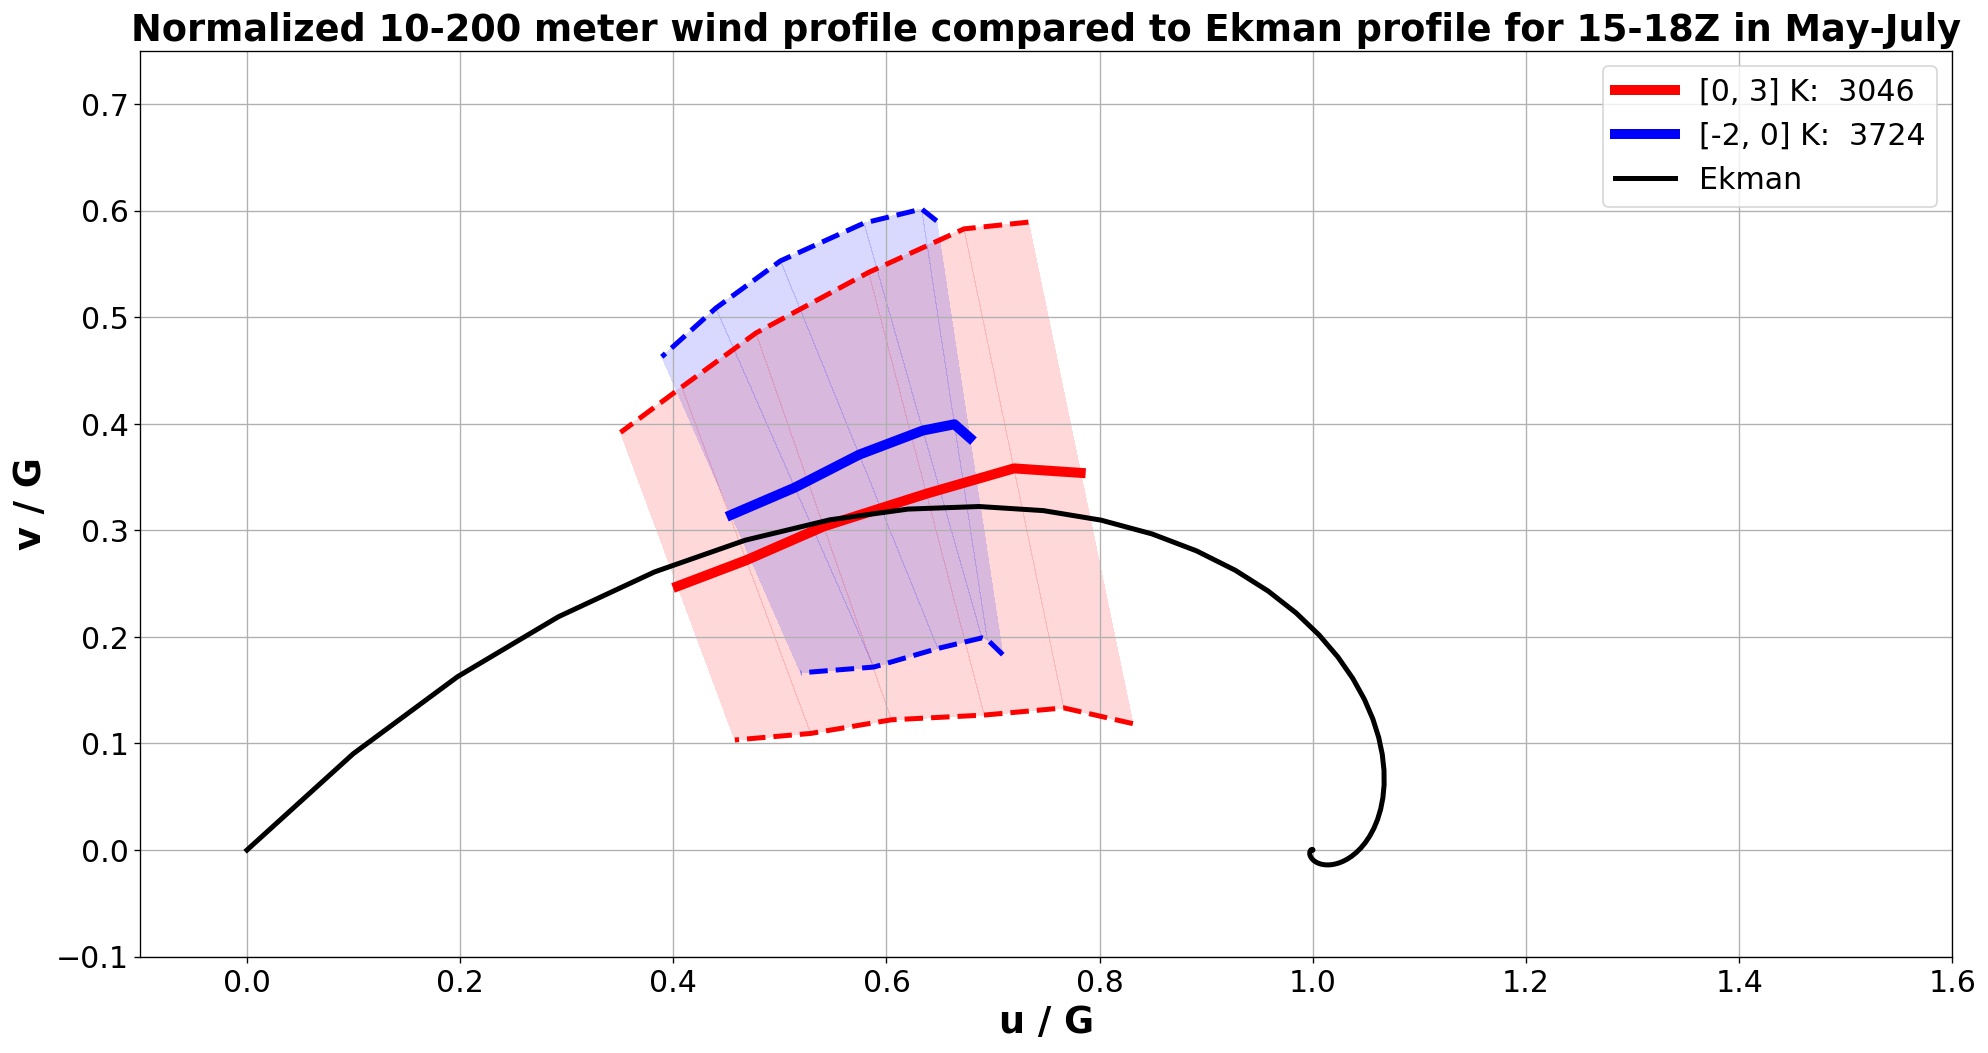 Normalized 10-200 meter wind profile compared to Ekman profile for 15-18Z in May-July
[0, 3] K:  3046
[-2, 0] K:  3724
Ekman
v / G
0.7
0.6
0.5
0.4
0.3
0.2
0.1
0.0
−0.1
0.0 0.2 0.4 0.6 0.8 1.0 1.2 1.4 1.6
u / G